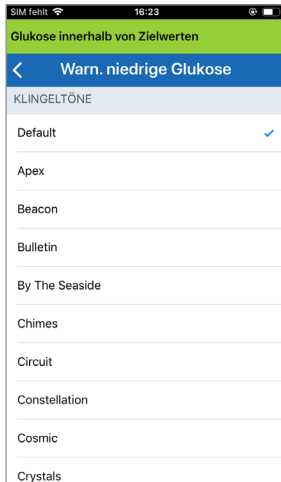 SIM fehlt 16:23
Glukose innerhalb von Zielwerten
Warn. niedrige Glukose
KLINGELTÖNE
Default
Apex
Beacon
Bulletin
By The Seaside
Chimes
Circuit
Constellation
Cosmic
Crystals